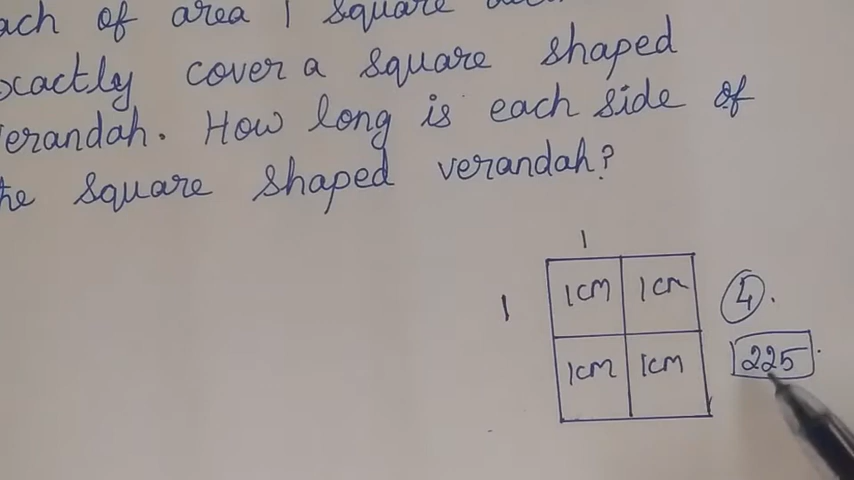 ach of area 1 square
xactly cover a square shaped
erandah. How long is each side of
he square shaped verandah?
1
1
1cm 1cm
4.
1cm 1cm
225.